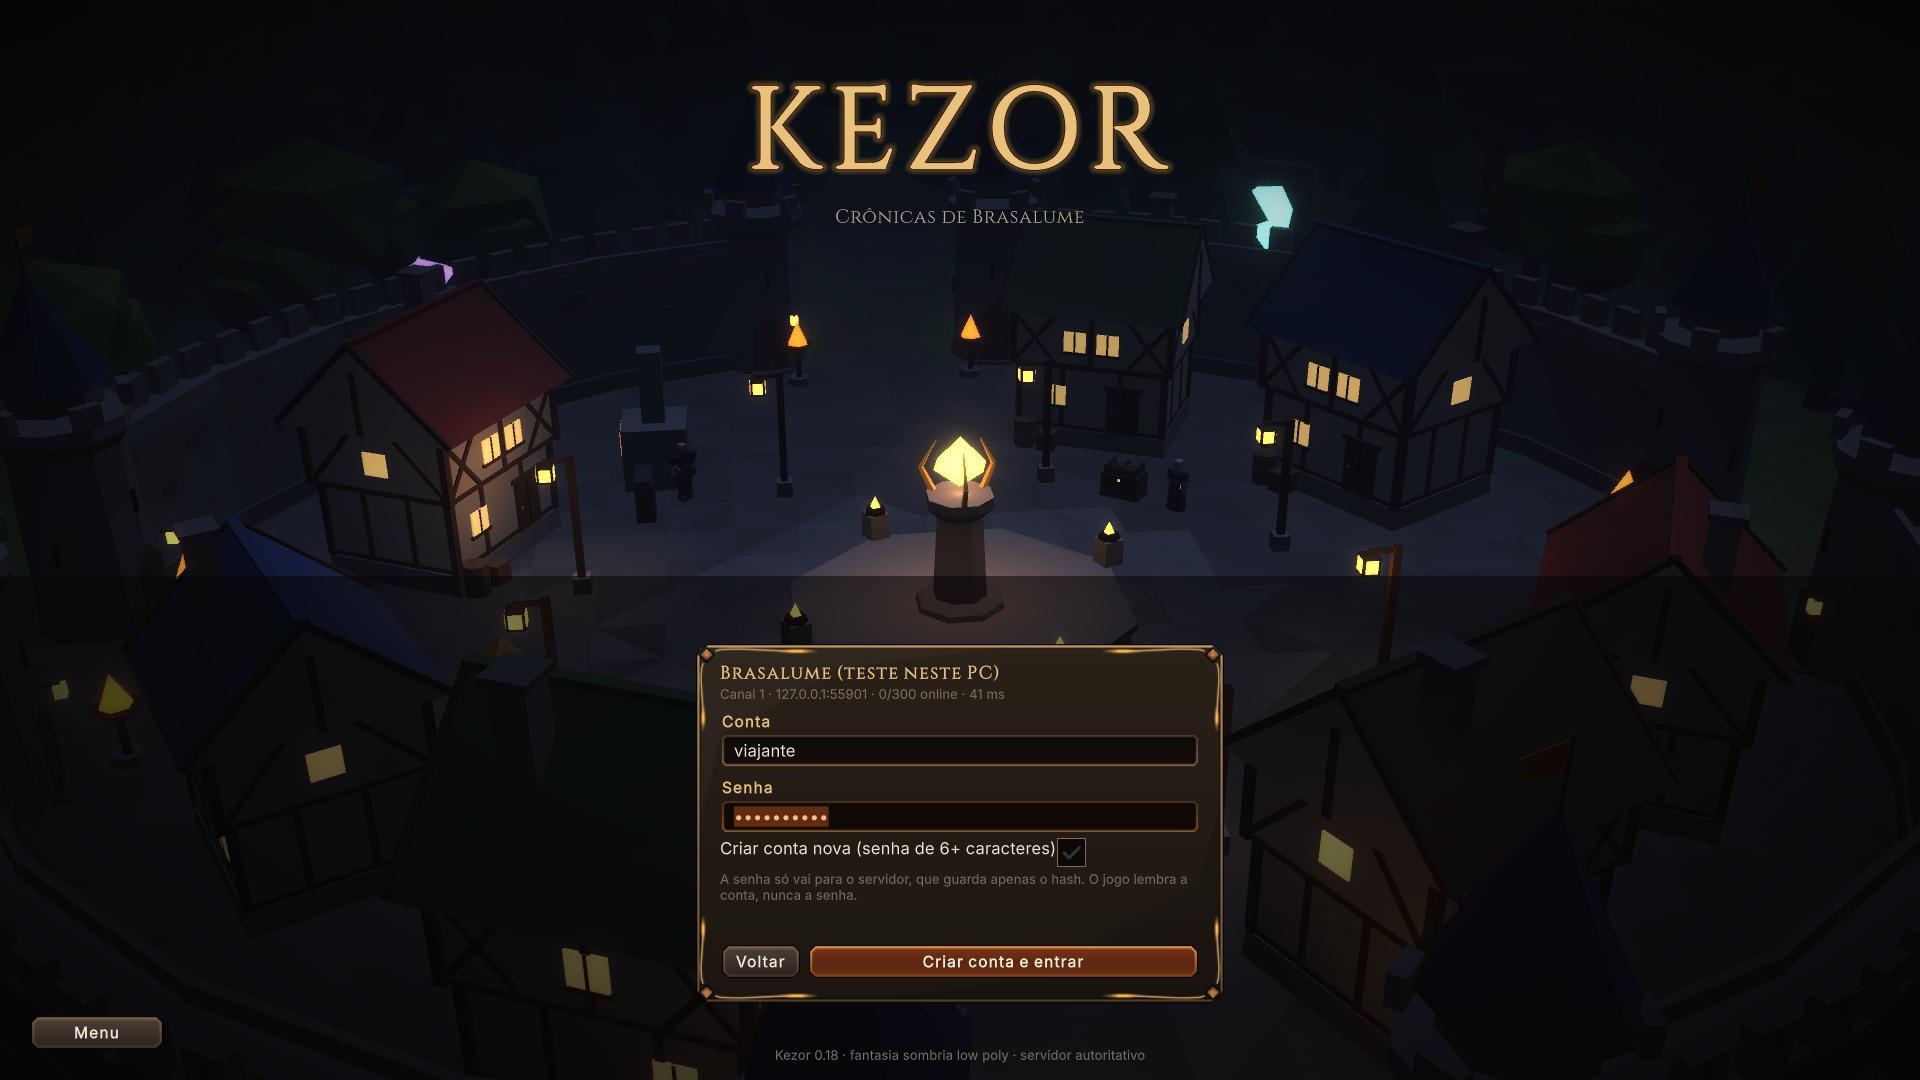 KEZOR
Crônicas de Brasalume
Brasalume (teste neste PC)
Canal 1 · 127.0.0.1:55901 · 0/300 online · 41 ms
Conta
viajante
Senha
••••••••••
Criar conta nova (senha de 6+ caracteres)
A senha só vai para o servidor, que guarda apenas o hash. O jogo lembra a
conta, nunca a senha.
Voltar
Criar conta e entrar
Menu
Kezor 0.18 · fantasia sombria low poly · servidor autoritativo